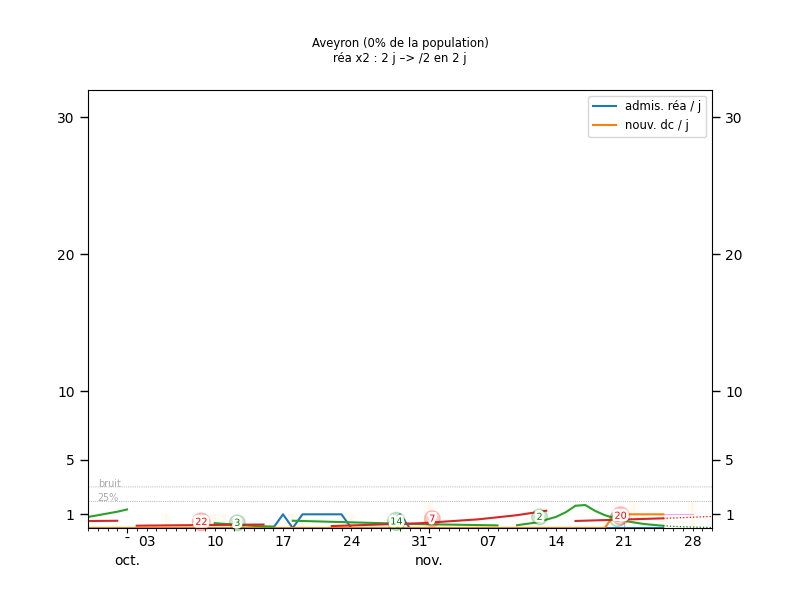 Aveyron (0% de la population)
réa x2 : 2 j –> /2 en 2 j
admis. réa / j
nouv. dc / j
30
30
20
20
10
10
5
5
bruit
25%
1
1
22
3
14
7
2
20
- 03 10 17 24 31 07 14 21 28
oct. nov.